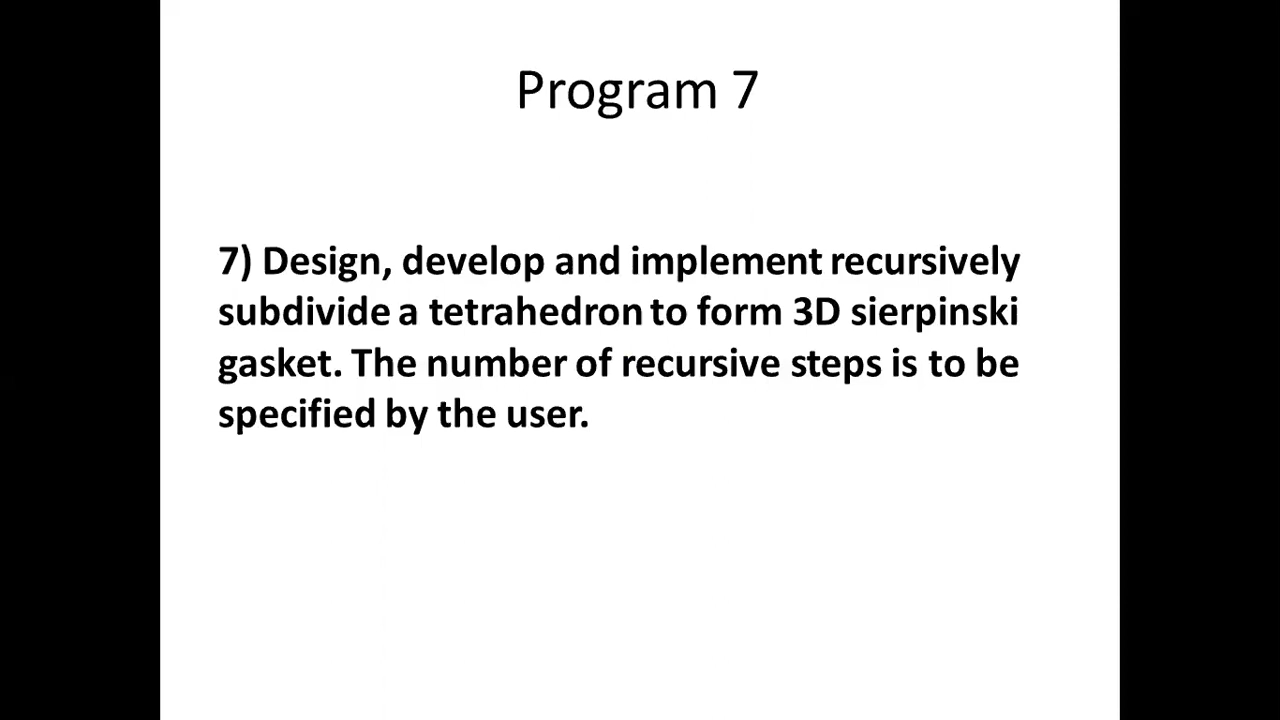 Program 7
7) Design, develop and implement recursively
subdivide a tetrahedron to form 3D sierpinski
gasket. The number of recursive steps is to be
specified by the user.